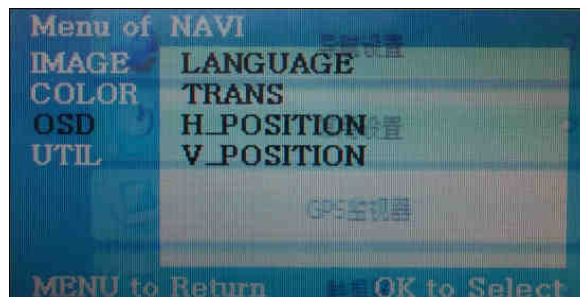 Menu of NAVI
IMAGE LANGUAGE
COLOR TRANS
OSD H_POSITION
UTIL V_POSITION
GPS监视器
MENU to Return OK to Select